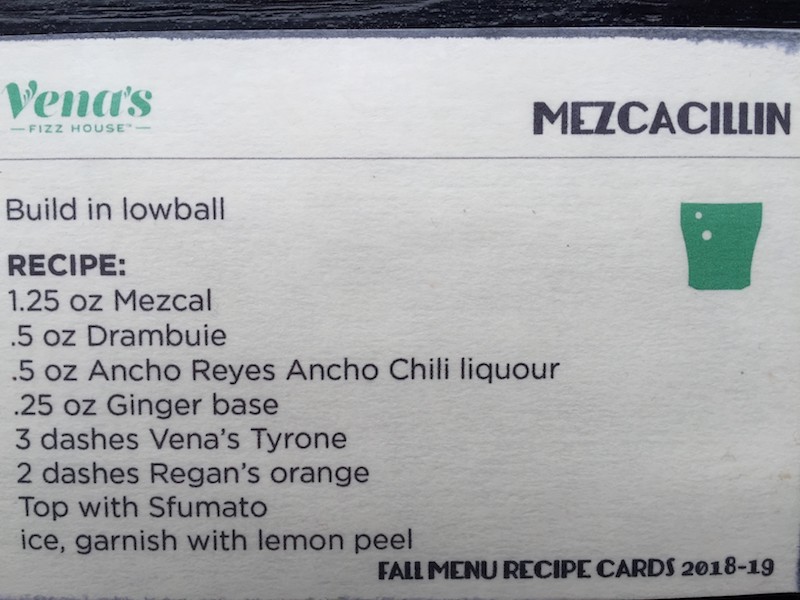 Vena's
FIZZ HOUSE™
MEZCACILLIN
Build in lowball
RECIPE:
1.25 oz Mezcal
.5 oz Drambuie
.5 oz Ancho Reyes Ancho Chili liquour
.25 oz Ginger base
3 dashes Vena's Tyrone
2 dashes Regan's orange
Top with Sfumato
ice, garnish with lemon peel
FALL MENU RECIPE CARDS 2018-19